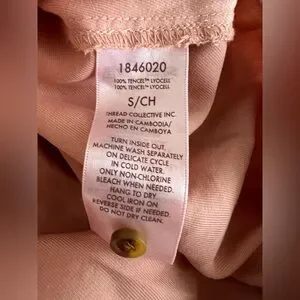 1846020
100% TENCEL™ LYOCELL
100% TENCEL™ LYOCELL
S/CH
THREAD COLLECTIVE INC.
MADE IN CAMBODIA/
HECHO EN CAMBOYA
TURN INSIDE OUT.
MACHINE WASH SEPARATELY
ON DELICATE CYCLE
IN COLD WATER.
ONLY NON-CHLORINE
BLEACH WHEN NEEDED.
HANG TO DRY
COOL IRON ON
REVERSE SIDE IF NEEDED.
DO NOT DRY CLEAN.